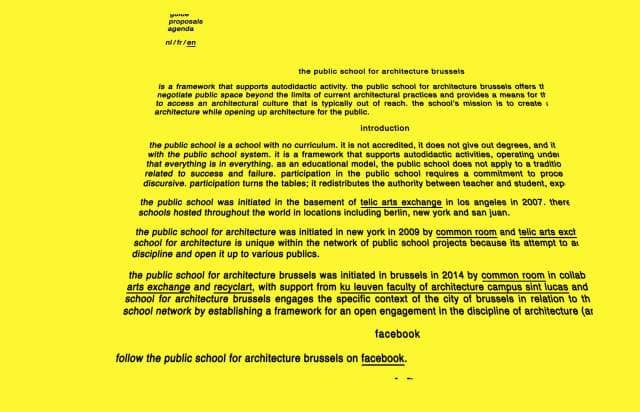 guide
proposals
agenda
nl/fr/en
the public school for architecture brussels
is a framework that supports autodidactic activity. the public school for architecture brussels offers
negotiate public space beyond the limits of current architectural practices and provides a means for
to access an architectural culture that is typically out of reach. the school's mission is to create
architecture while opening up architecture for the public.
introduction
the public school is a school with no curriculum. it is not accredited, it does not give out degrees, and it
with the public school system. it is a framework that supports autodidactic activities, operating under
that everything is in everything. as an educational model, the public school does not apply to a traditio
related to success and failure. participation in the public school requires a commitment to proce
discursive. participation turns the tables; it redistributes the authority between teacher and student, exp
the public school was initiated in the basement of telic arts exchange in los angeles in 2007. there
schools hosted throughout the world in locations including berlin, new york and san juan.
the public school for architecture was initiated in new york in 2009 by common room and telic arts exc
school for architecture is unique within the network of public school projects because its attempt to
discipline and open it up to various publics.
the public school for architecture brussels was initiated in brussels in 2014 by common room in collab
arts exchange and recyclart, with support from ku leuven faculty of architecture campus sint lucas and
school for architecture brussels engages the specific context of the city of brussels in relation to th
school network by establishing a framework for an open engagement in the discipline of architecture (ar
facebook
follow the public school for architecture brussels on facebook.